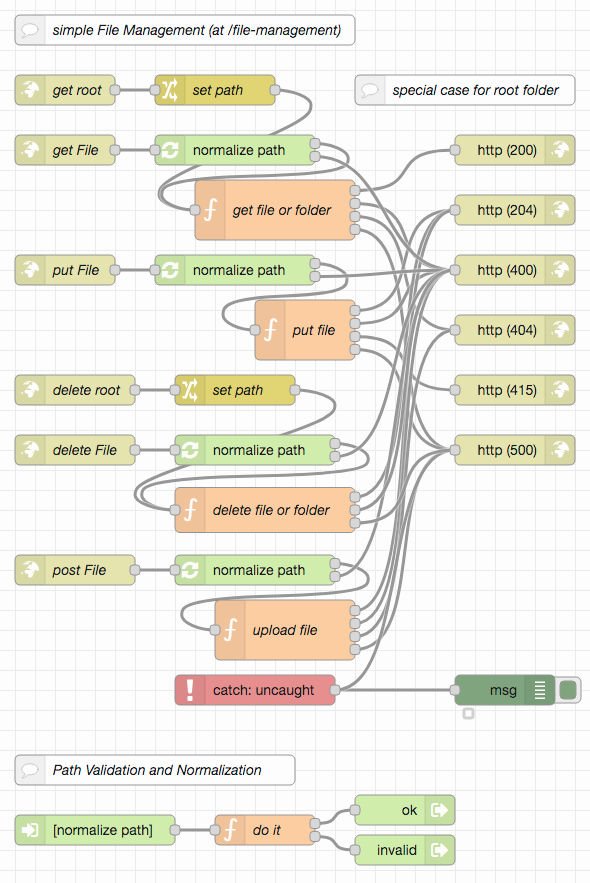 simple File Management (at /file-management)
get root
set path
special case for root folder
get File
normalize path
http (200)
get file or folder
http (204)
put File
normalize path
http (400)
put file
http (404)
delete root
set path
http (415)
delete File
normalize path
http (500)
delete file or folder
post File
normalize path
upload file
catch: uncaught
msg
Path Validation and Normalization
ok
[normalize path]
do it
invalid